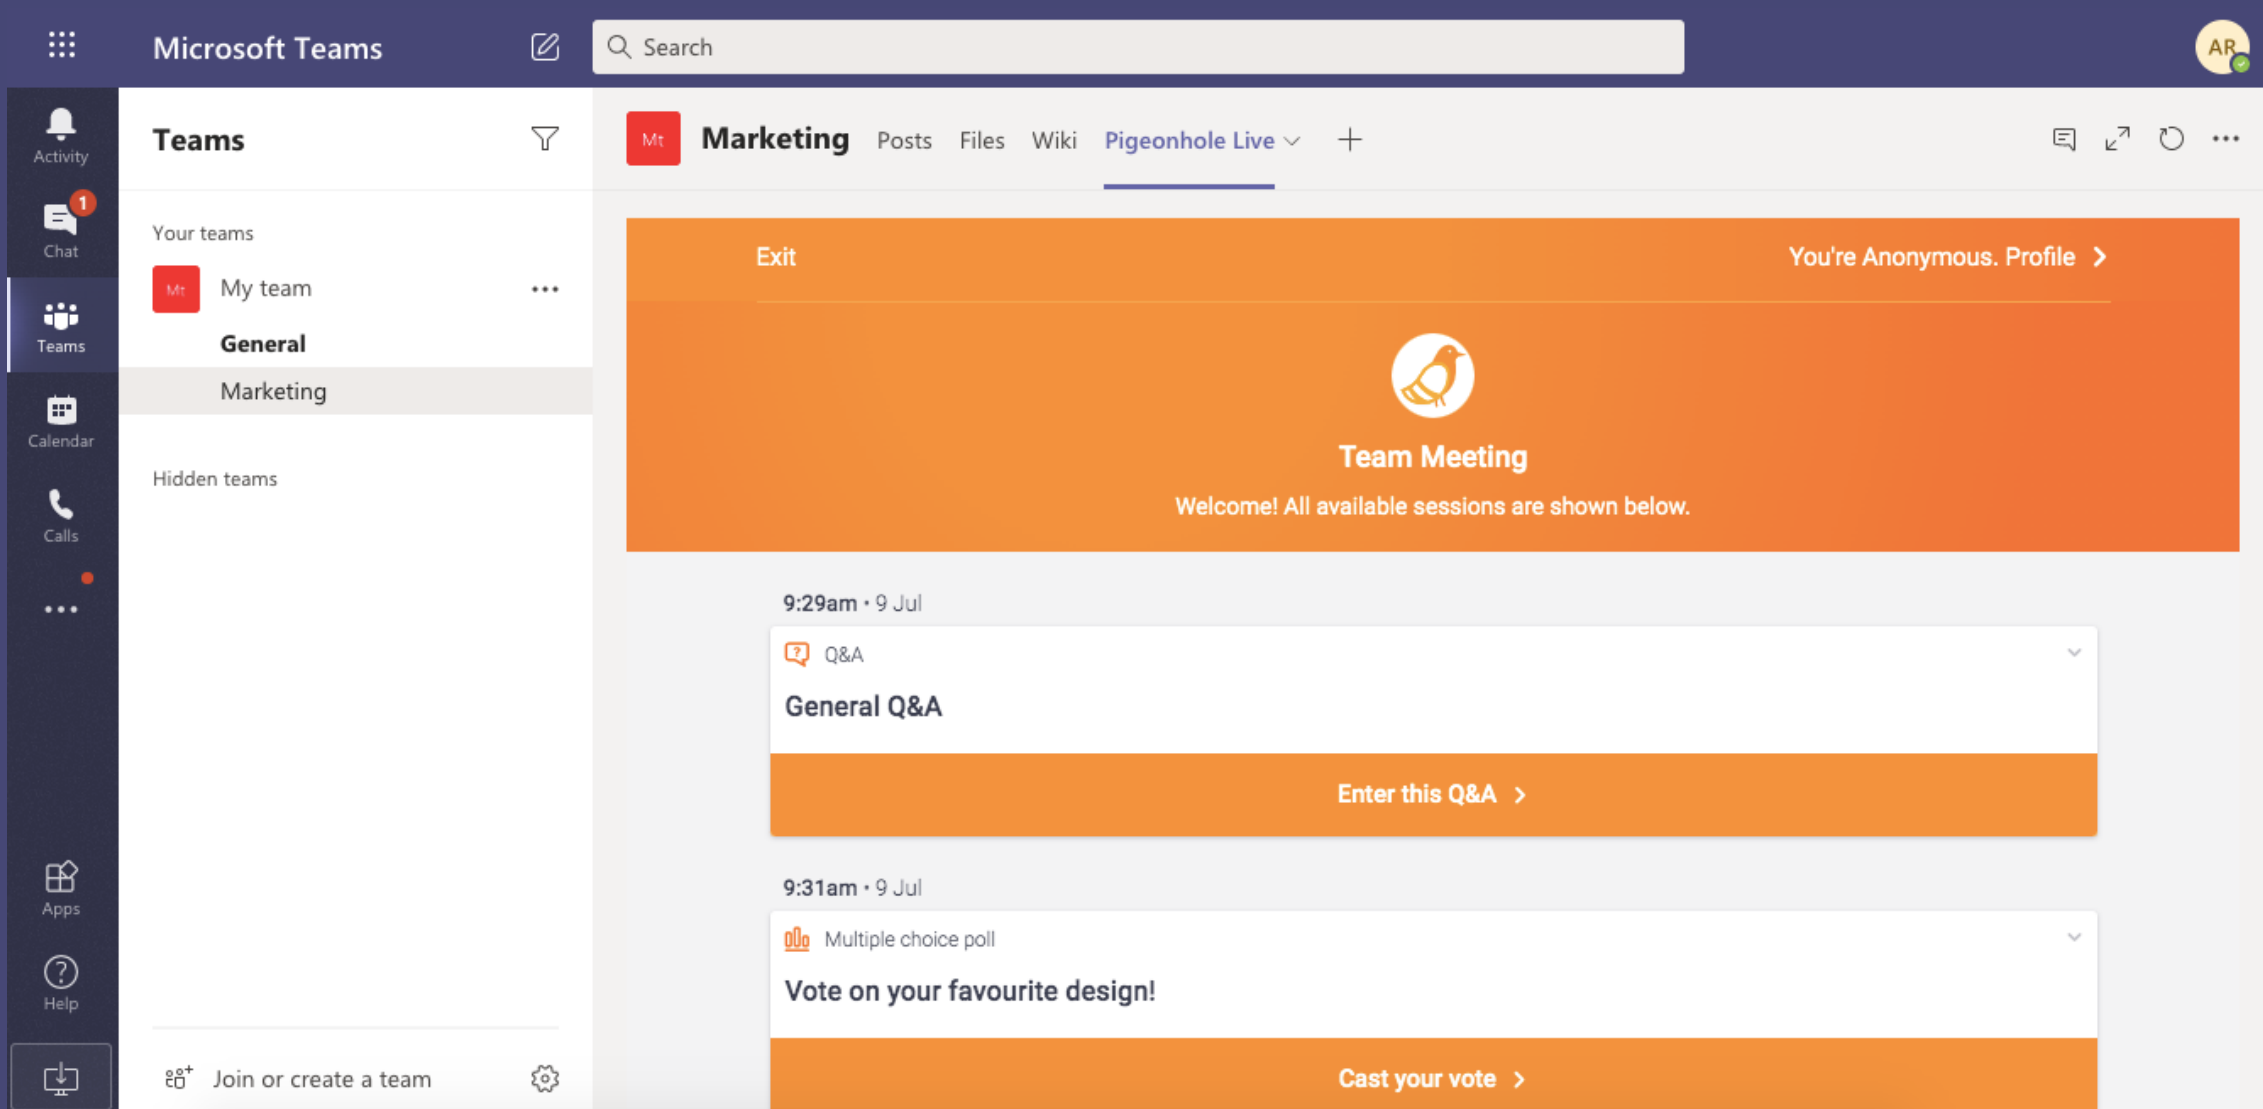 Microsoft Teams
Search
AR
Activity
1
Chat
Teams
Calendar
Calls
Apps
Help
Teams
Your teams
Mt My team
General
Marketing
Hidden teams
Join or create a team
Mt Marketing Posts Files Wiki Pigeonhole Live
Exit You're Anonymous. Profile
Team Meeting
Welcome! All available sessions are shown below.
9:29am • 9 Jul
Q&A
General Q&A
Enter this Q&A
9:31am • 9 Jul
Multiple choice poll
Vote on your favourite design!
Cast your vote